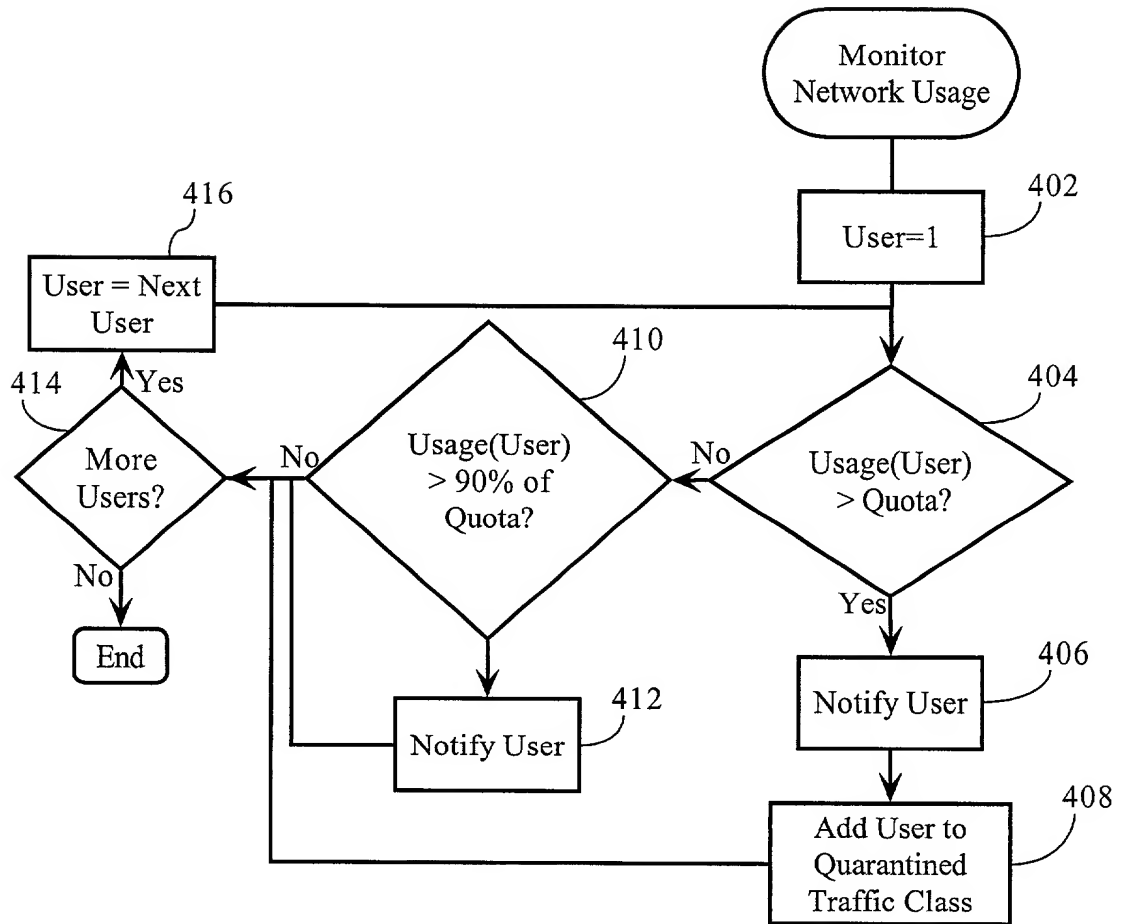 Monitor
Network Usage
402
User=1
416
User = Next
User
410
404
414
Yes
More
Users?
No
Usage(User)
> 90% of
Quota?
No
Usage(User)
> Quota?
No
End
Yes
406
Notify User
412
Notify User
408
Add User to
Quarantined
Traffic Class